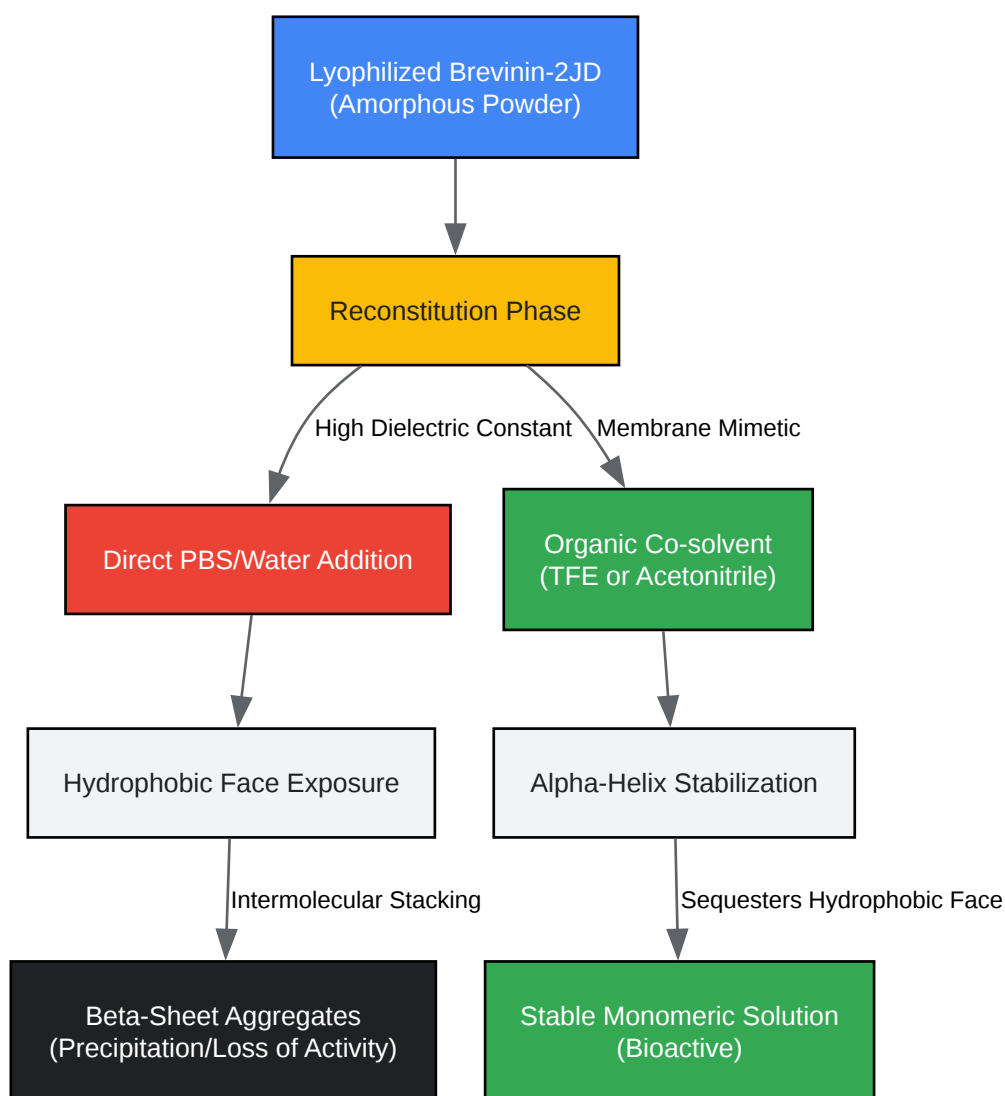 Lyophilized Brevinin-2JD
(Amorphous Powder)
Reconstitution Phase
High Dielectric Constant
Membrane Mimetic
Direct PBS/Water Addition
Organic Co-solvent
(TFE or Acetonitrile)
Hydrophobic Face Exposure
Alpha-Helix Stabilization
Intermolecular Stacking
Sequesters Hydrophobic Face
Beta-Sheet Aggregates
(Precipitation/Loss of Activity)
Stable Monomeric Solution
(Bioactive)